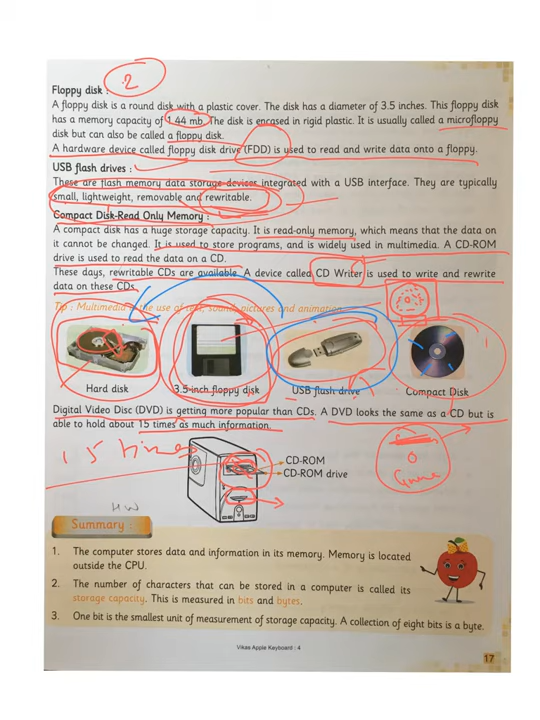 Floppy disk :
2
A floppy disk is a round disk with a plastic cover. The disk has a diameter of 3.5 inches. This floppy disk
has a memory capacity of 1.44 mb. The disk is encased in rigid plastic. It is usually called a microfloppy
disk but can also be called a floppy disk.
A hardware device called floppy disk drive (FDD) is used to read and write data onto a floppy.
USB flash drives :
These are flash memory data storage devices integrated with a USB interface. They are typically
small, lightweight, removable and rewritable.
Compact Disk-Read Only Memory :
A compact disk has a huge storage capacity. It is read-only memory, which means that the data on
it cannot be changed. It is used to store programs, and is widely used in multimedia. A CD-ROM
drive is used to read the data on a CD.
These days, rewritable CDs are available. A device called CD Writer is used to write and rewrite
data on these CDs.
Tip : Multimedia is the use of text, sound, pictures and animation.
Hard disk
3.5-inch floppy disk
USB flash drive
Compact Disk
Digital Video Disc (DVD) is getting more popular than CDs. A DVD looks the same as a CD but is
able to hold about 15 times as much information.
15 times
CD-ROM
CD-ROM drive
HW
Summary :
1. The computer stores data and information in its memory. Memory is located
outside the CPU.
2. The number of characters that can be stored in a computer is called its
storage capacity. This is measured in bits and bytes.
3. One bit is the smallest unit of measurement of storage capacity. A collection of eight bits is a byte.
Vikas Apple Keyboard : 4
17